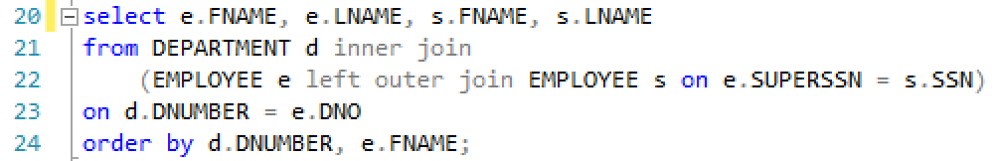 20 select e.FNAME, e.LNAME, s.FNAME, s.LNAME
21 from DEPARTMENT d inner join
22 (EMPLOYEE e left outer join EMPLOYEE s on e.SUPERSSN = s.SSN)
23 on d.DNUMBER = e.DNO
24 order by d.DNUMBER, e.FNAME;